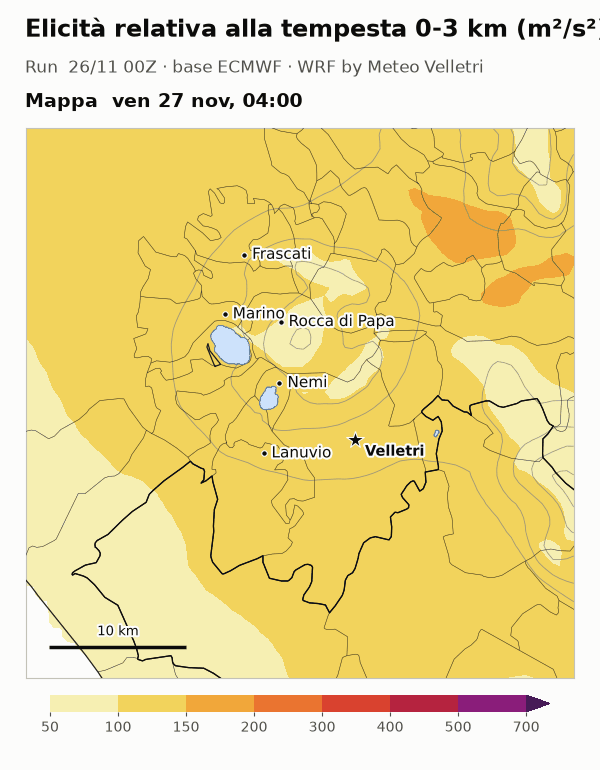 Elicità relativa alla tempesta 0-3 km (m²/s²)
Run 26/11 00Z · base ECMWF · WRF by Meteo Velletri
Mappa ven 27 nov, 04:00
Frascati
Marino
Rocca di Papa
Nemi
Velletri
Lanuvio
10 km
50 100 150 200 300 400 500 700